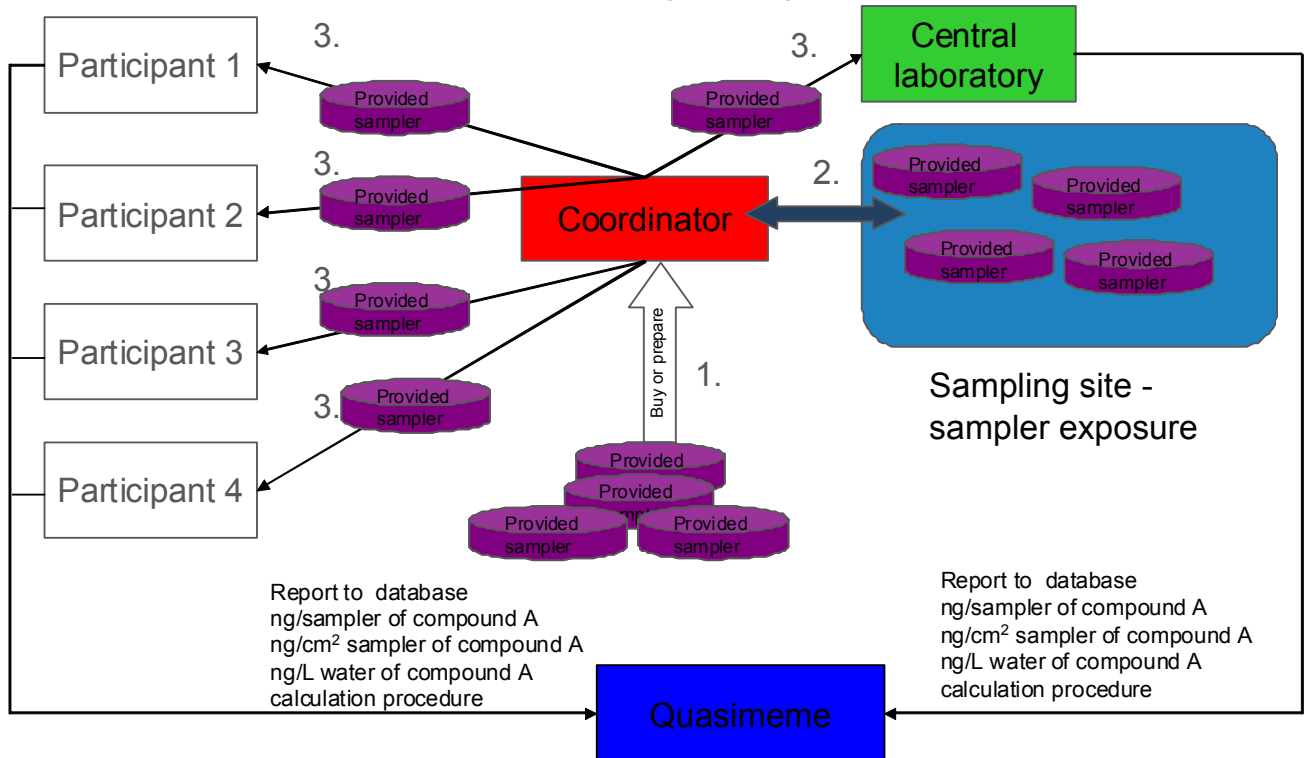 3.
3.
Central
laboratory
Participant 1
Provided
sampler
Provided
sampler
3.
2.
Provided
sampler
Participant 2
Provided
sampler
Coordinator
Provided
sampler
Provided
sampler
Provided
sampler
3.
Provided
sampler
Participant 3
Buy or prepare
1.
Sampling site -
sampler exposure
3.
Provided
sampler
Participant 4
Provided
Provided
Provided
sampler
Provided
sampler
Report to database
ng/sampler of compound A
ng/cm² sampler of compound A
ng/L water of compound A
calculation procedure
Report to database
ng/sampler of compound A
ng/cm² sampler of compound A
ng/L water of compound A
calculation procedure
Quasimeme